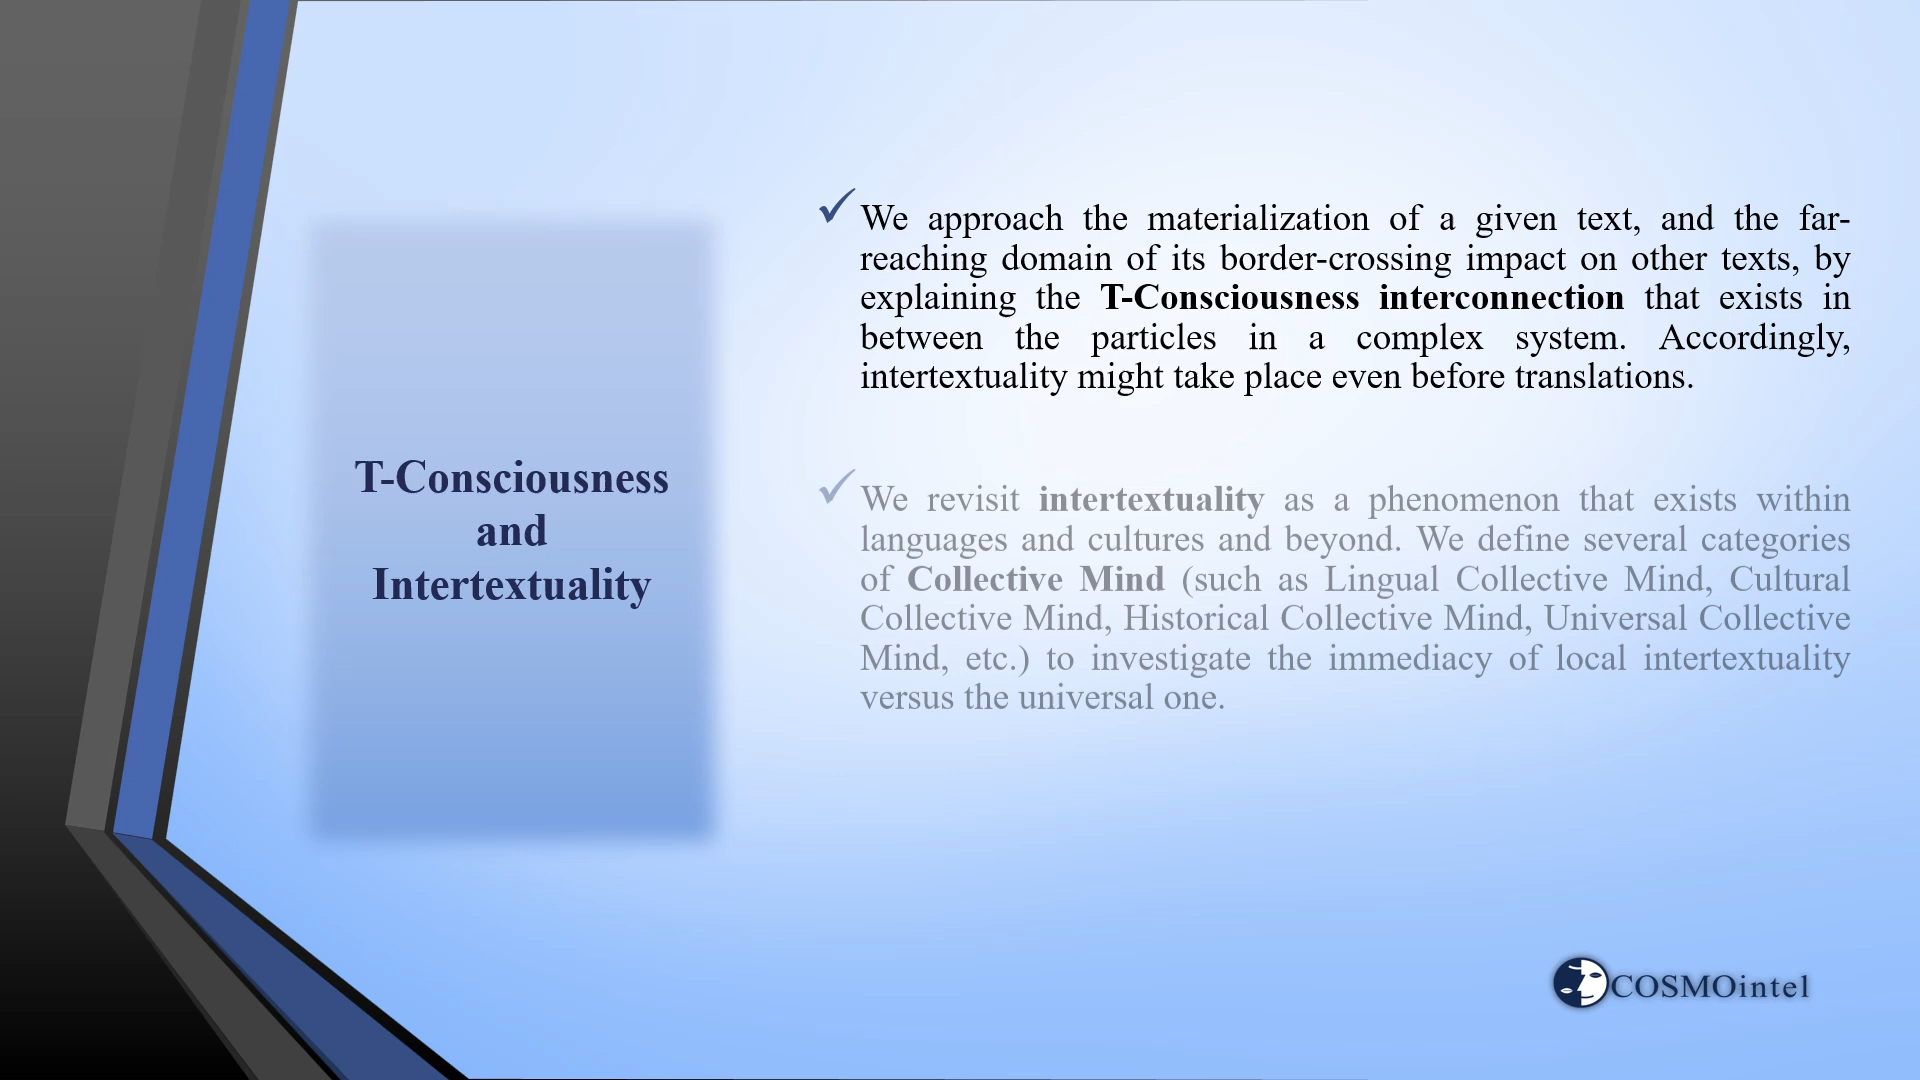 T-Consciousness
and
Intertextuality
We approach the materialization of a given text, and the far-
reaching domain of its border-crossing impact on other texts, by
explaining the T-Consciousness interconnection that exists in
between the particles in a complex system. Accordingly,
intertextuality might take place even before translations.
We revisit intertextuality as a phenomenon that exists within
languages and cultures and beyond. We define several categories
of Collective Mind (such as Lingual Collective Mind, Cultural
Collective Mind, Historical Collective Mind, Universal Collective
Mind, etc.) to investigate the immediacy of local intertextuality
versus the universal one.
COSMOintel